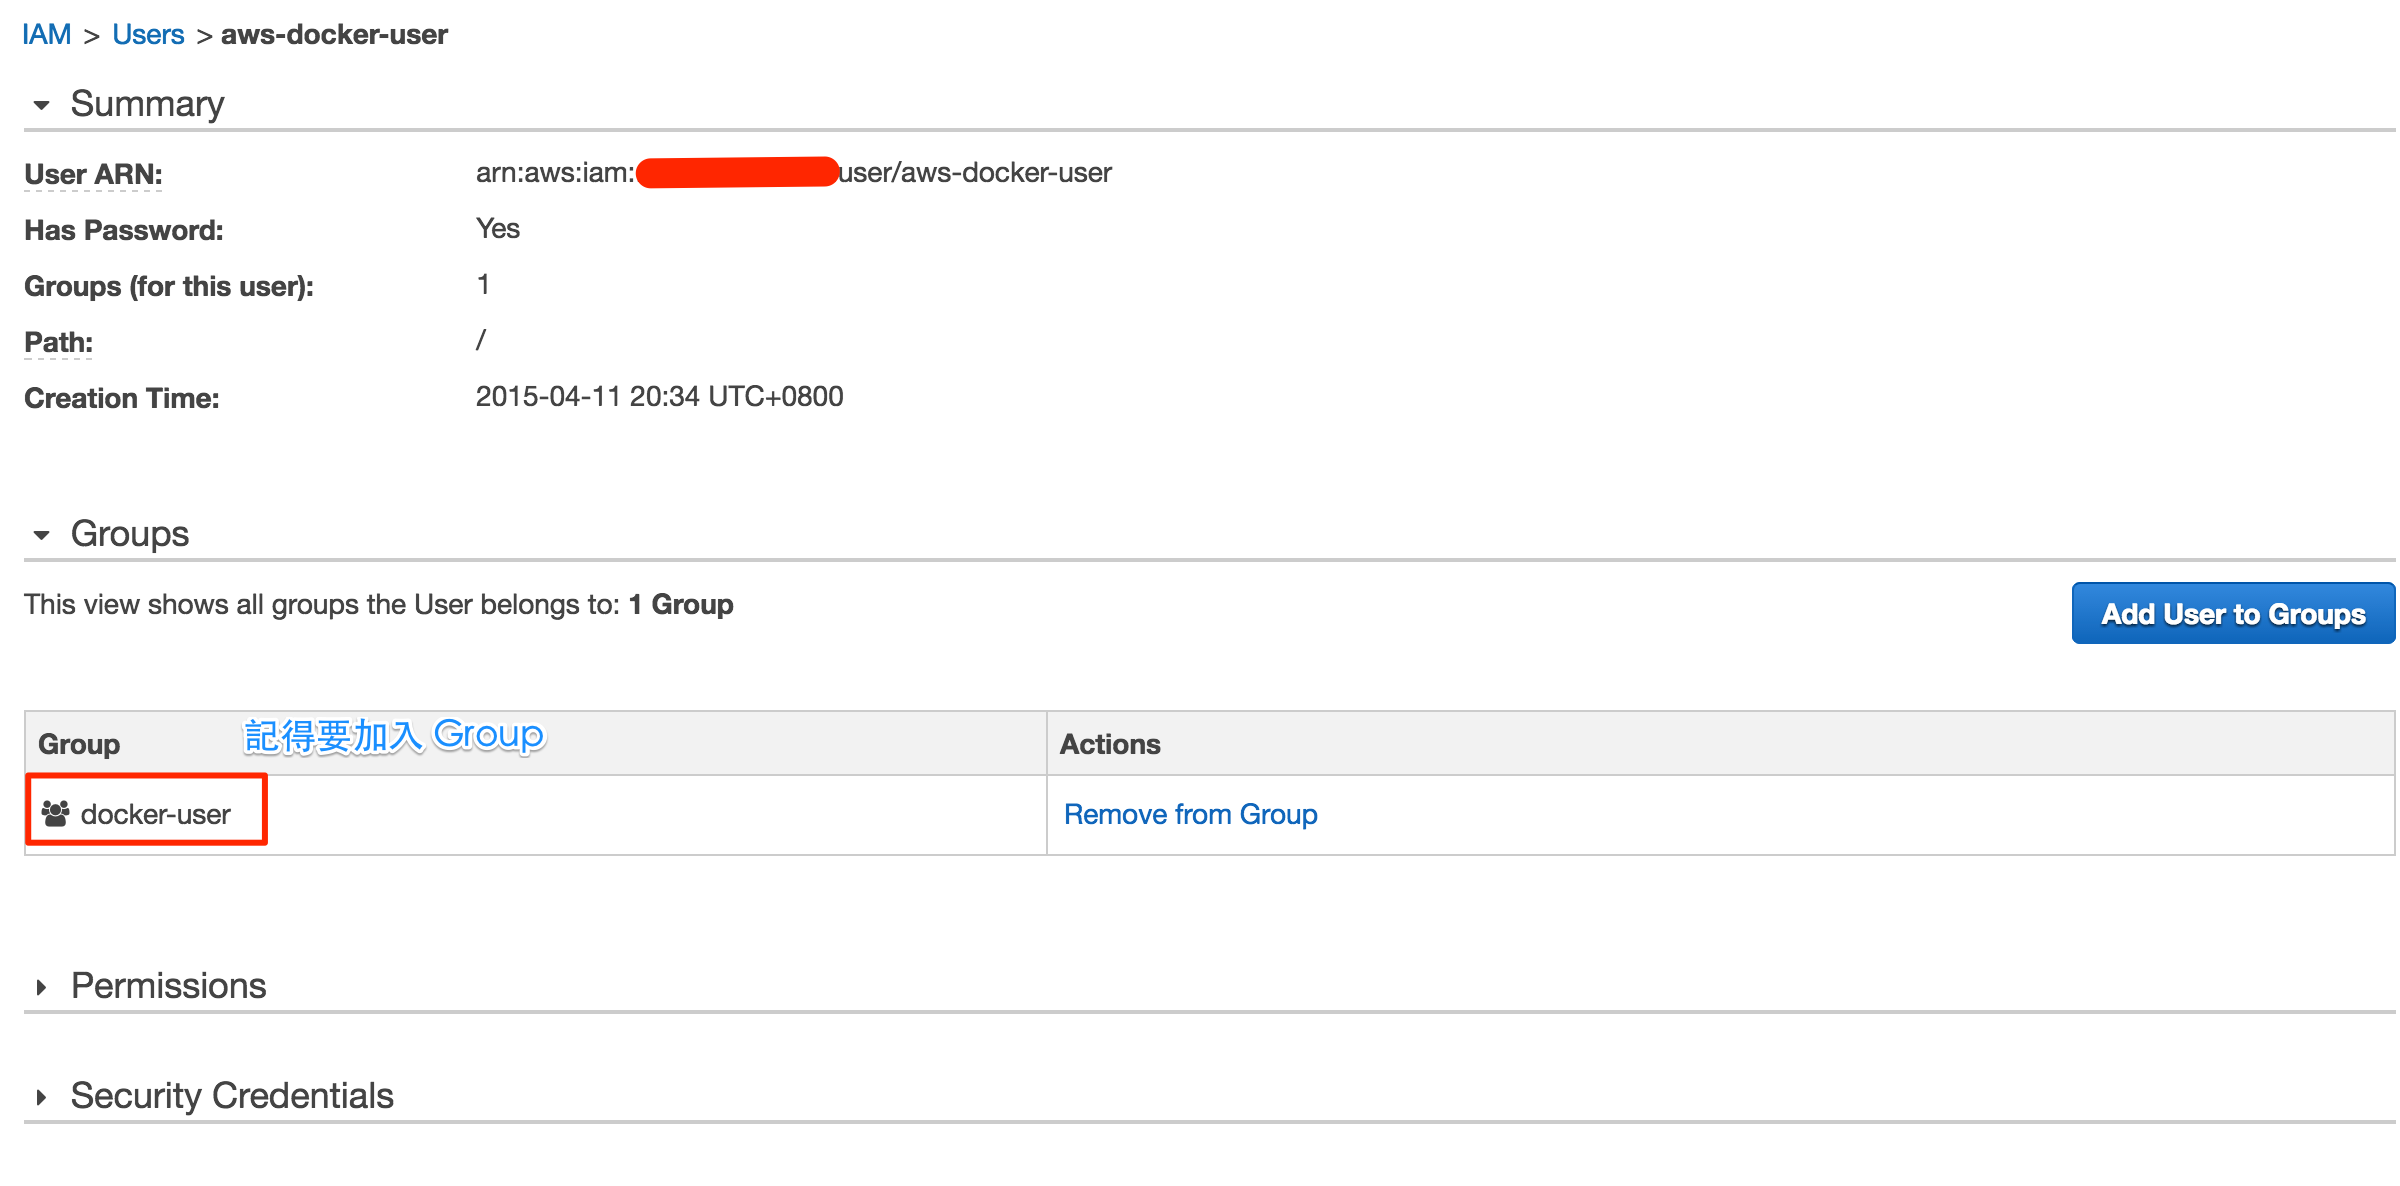 IAM > Users > aws-docker-user
Summary
User ARN: arn:aws:iam: user/aws-docker-user
Has Password: Yes
Groups (for this user): 1
Path: /
Creation Time: 2015-04-11 20:34 UTC+0800
Groups
This view shows all groups the User belongs to: 1 Group
Add User to Groups
Group 記得要加入 Group Actions
docker-user Remove from Group
Permissions
Security Credentials